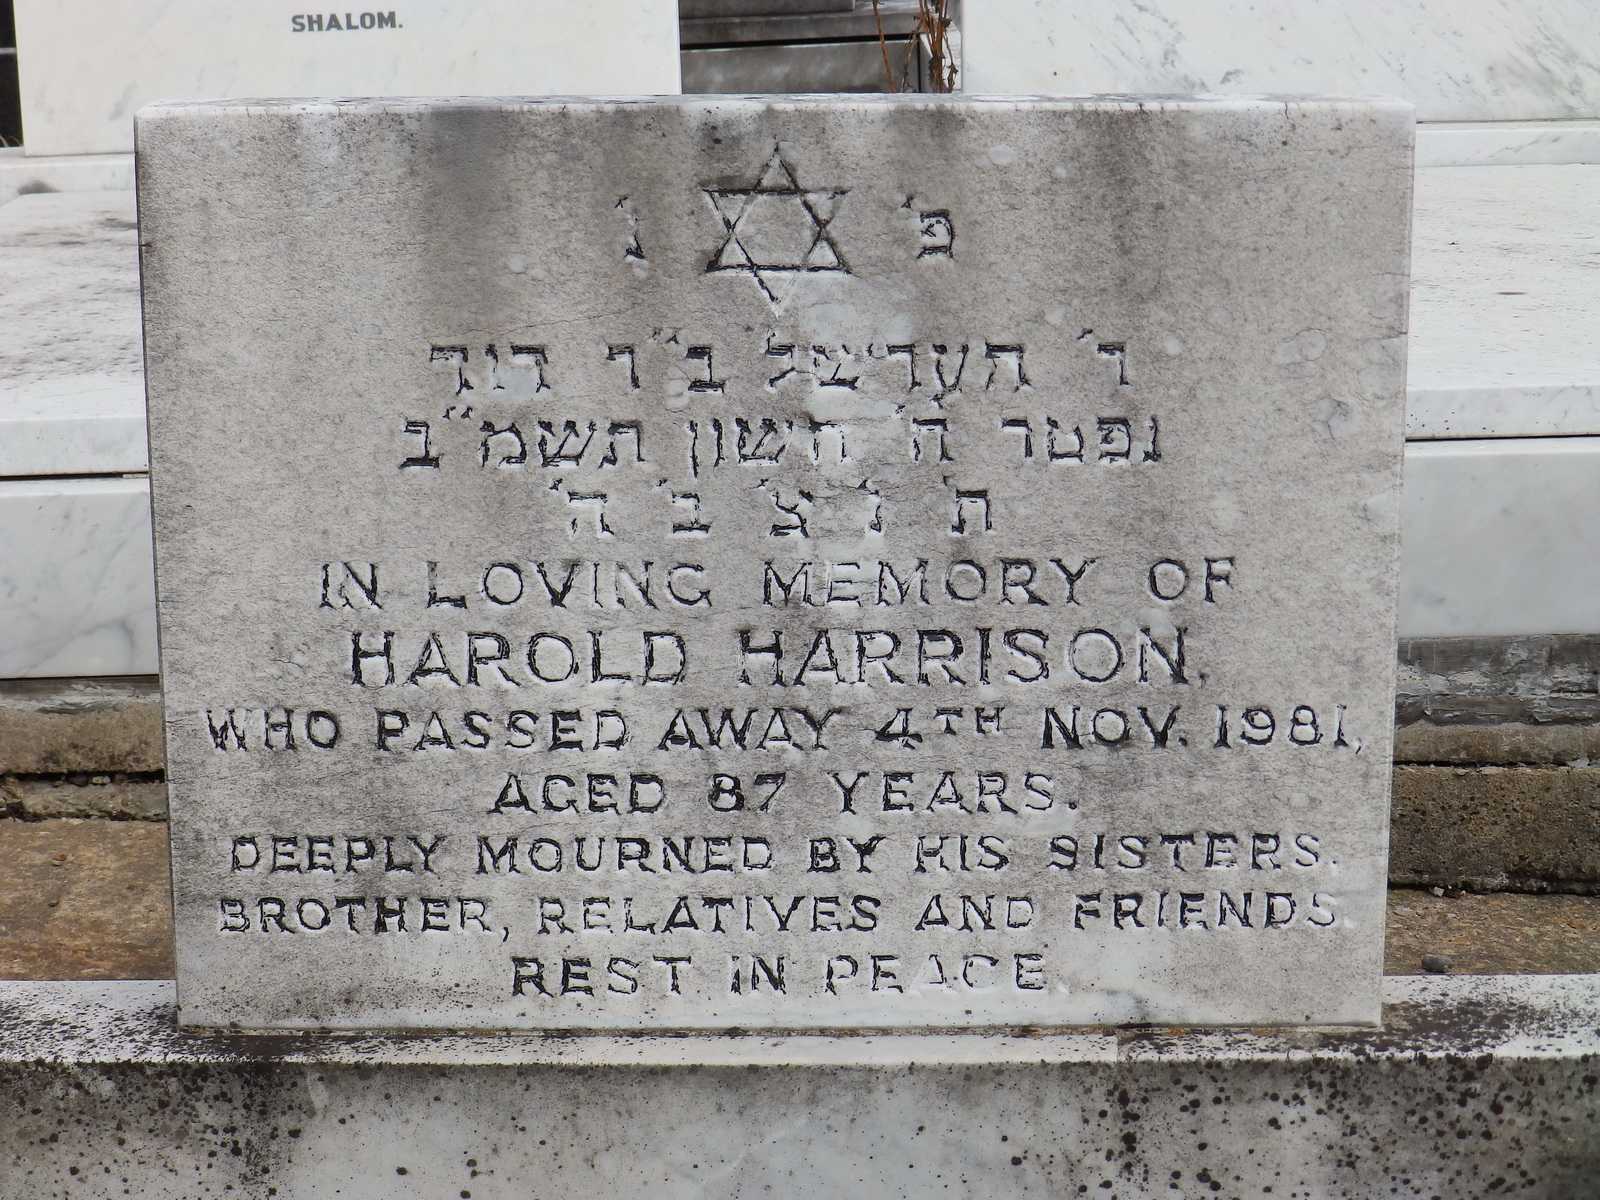 SHALOM.
פ' נ'
ר' הערשל ב"ר דוד
נפטר ה' חשון תשמ"ב
ת' נ' צ' ב' ה'
IN LOVING MEMORY OF
HAROLD HARRISON,
WHO PASSED AWAY 4TH NOV. 1981,
AGED 87 YEARS.
DEEPLY MOURNED BY HIS SISTERS,
BROTHER, RELATIVES AND FRIENDS.
REST IN PEACE.